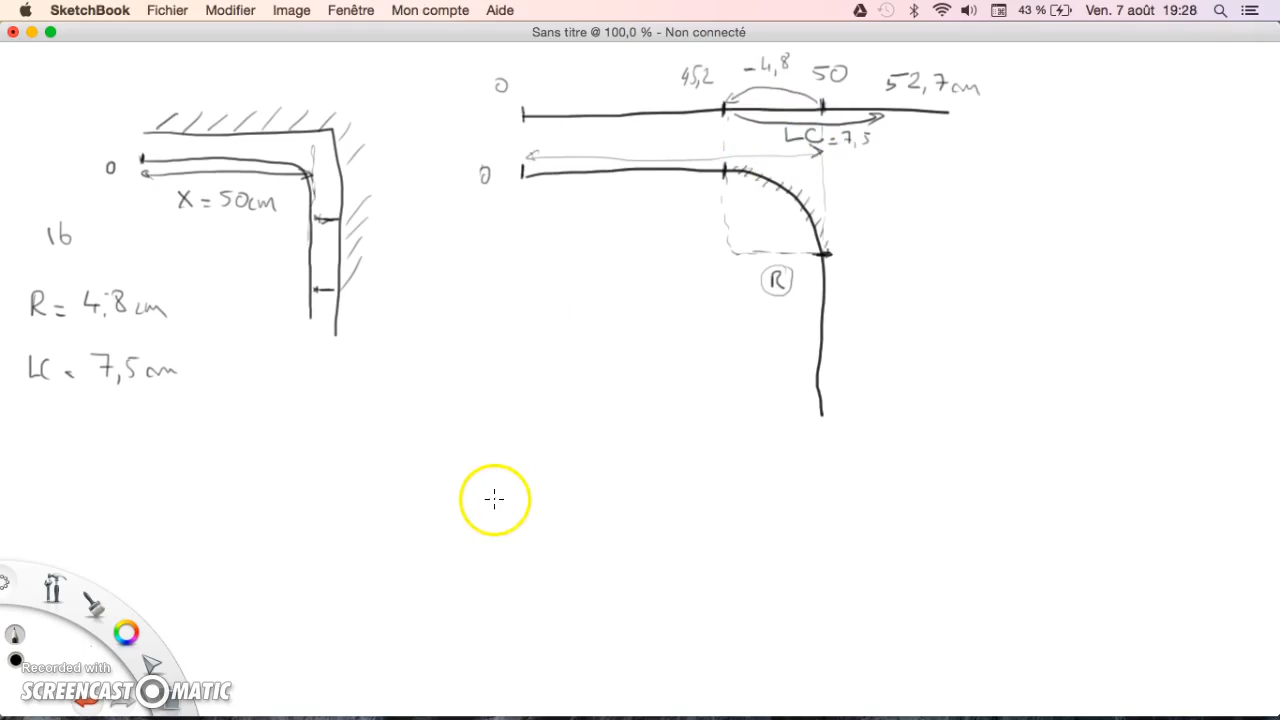 SketchBook Fichier Modifier Image Fenêtre Mon compte Aide 43 % Ven. 7 août 19:28
Sans titre @ 100,0 % - Non connecté
0 45,2 -4,8 50 52,7cm
LC=7,5
0 0
X = 50cm
16
R
R = 4,8 cm
LC = 7,5 cm
Recorded with
SCREENCAST-O-MATIC